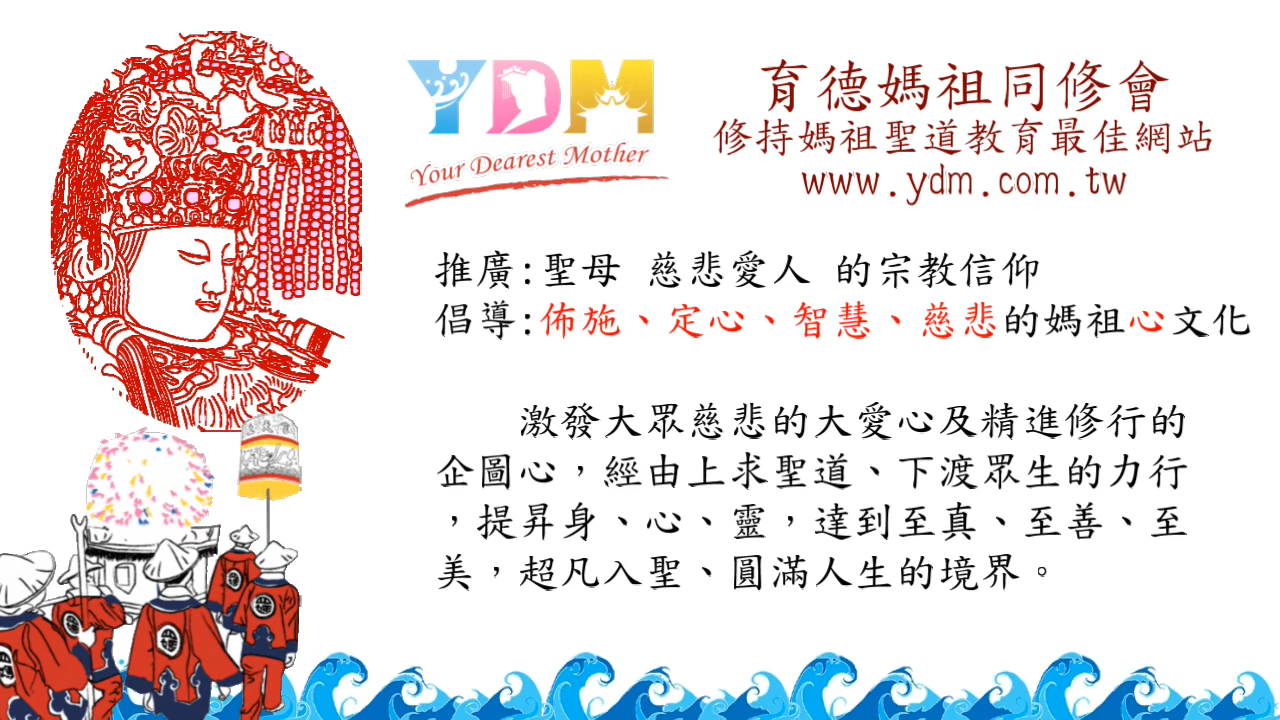 YDM
Your Dearest Mother
育德媽祖同修會
修持媽祖聖道教育最佳網站
www.ydm.com.tw
推廣:聖母 慈悲愛人 的宗教信仰
倡導:佈施、定心、智慧、慈悲的媽祖心文化
激發大眾慈悲的大愛心及精進修行的
企圖心，經由上求聖道、下渡眾生的力行
，提昇身、心、靈，達到至真、至善、至
美，超凡入聖、圓滿人生的境界。